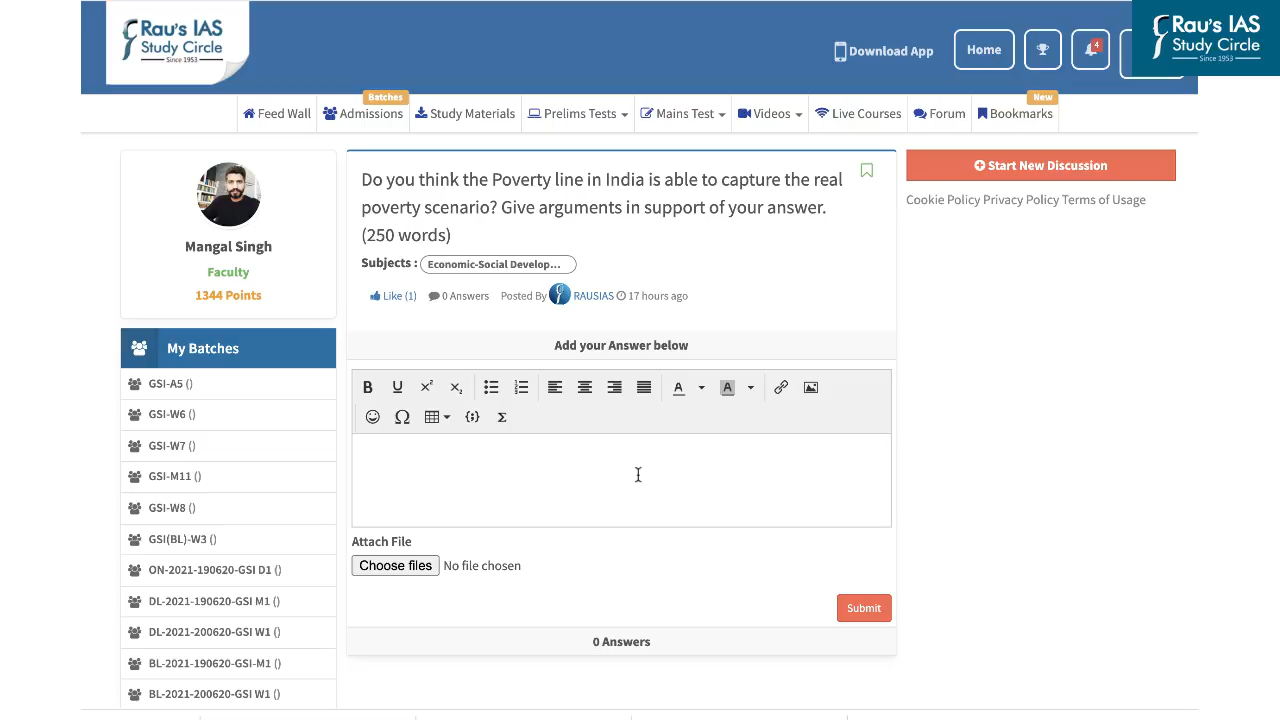 Rau's IAS
Study Circle
Since 1953
Download App
Home
4
Rau's IAS
Study Circle
Since 1953
Feed Wall
Batches
Admissions
Study Materials
Prelims Tests
Mains Test
Videos
Live Courses
Forum
New
Bookmarks
Mangal Singh
Faculty
1344 Points
My Batches
GSI-A5 ()
GSI-W6 ()
GSI-W7 ()
GSI-M11 ()
GSI-W8 ()
GSI(BL)-W3 ()
ON-2021-190620-GSI D1 ()
DL-2021-190620-GSI M1 ()
DL-2021-200620-GSI W1 ()
BL-2021-190620-GSI-M1 ()
BL-2021-200620-GSI W1 ()
Do you think the Poverty line in India is able to capture the real
poverty scenario? Give arguments in support of your answer.
(250 words)
Subjects : Economic-Social Develop...
Like (1) 0 Answers Posted By RAUSIAS 17 hours ago
Add your Answer below
B U X² X₂ A A
Ω Σ
Attach File
Choose files No file chosen
Submit
0 Answers
Start New Discussion
Cookie Policy Privacy Policy Terms of Usage